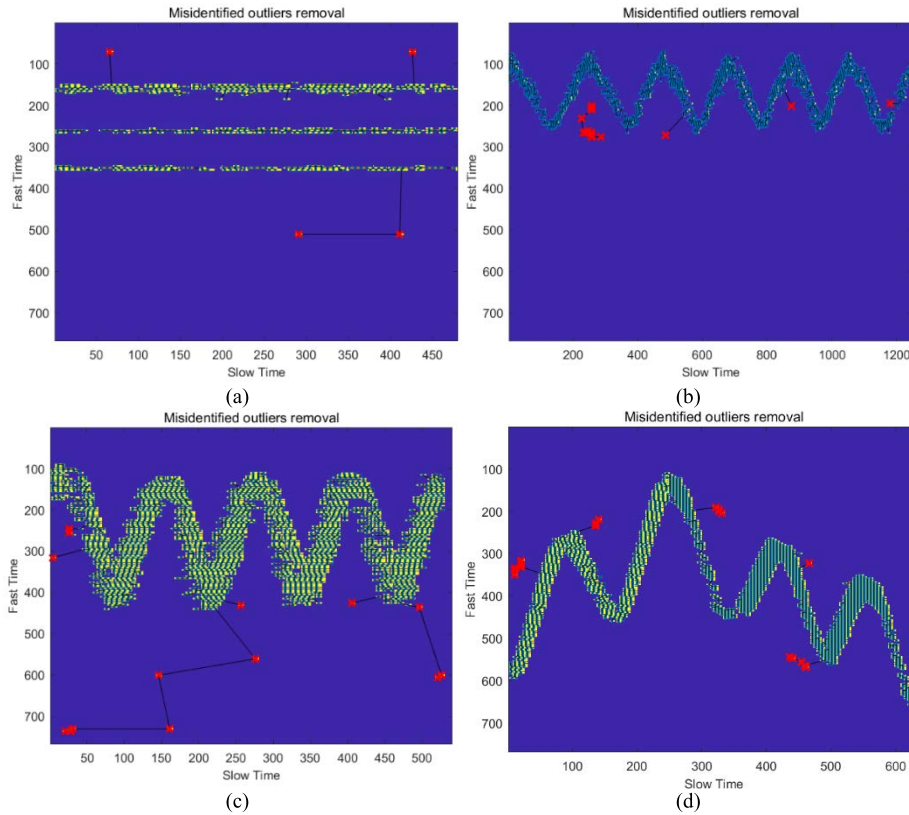 Misidentified outliers removal
Fast Time
100
200
300
400
500
600
700
50 100 150 200 250 300 350 400 450
Slow Time
(a)
Misidentified outliers removal
Fast Time
100
200
300
400
500
600
700
200 400 600 800 1000 1200
Slow Time
(b)
Misidentified outliers removal
Fast Time
100
200
300
400
500
600
700
50 100 150 200 250 300 350 400 450 500
Slow Time
(c)
Misidentified outliers removal
Fast Time
100
200
300
400
500
600
700
100 200 300 400 500 600
Slow Time
(d)